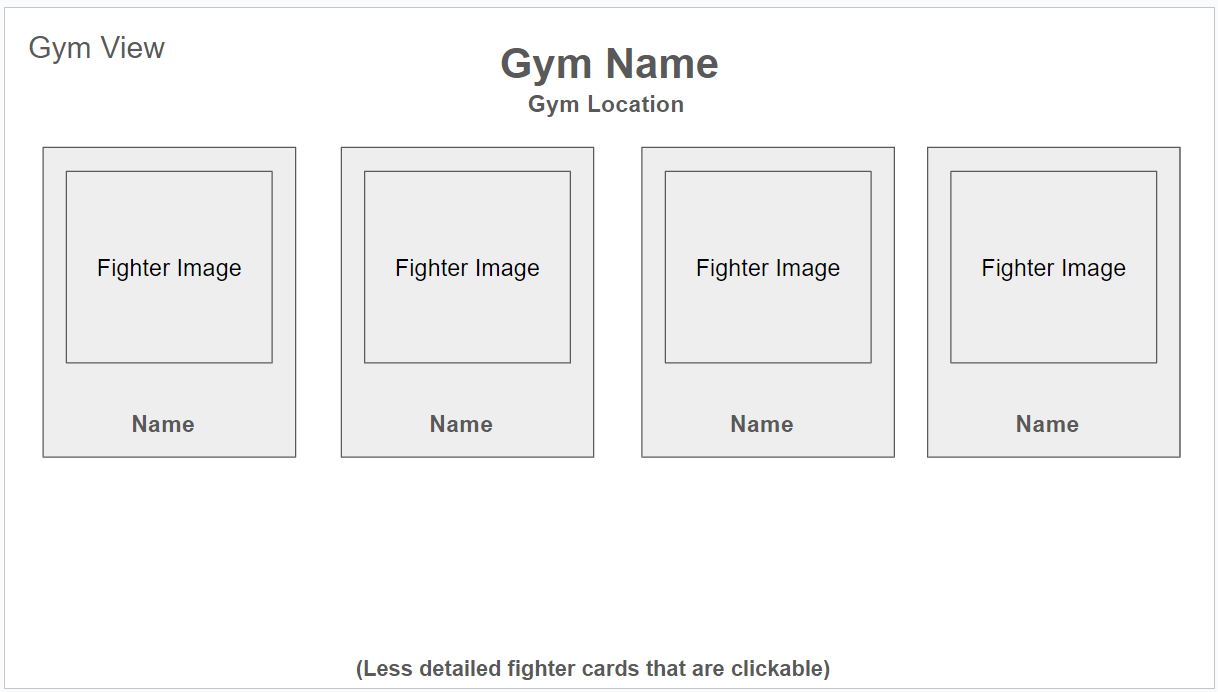 Gym View
Gym Name
Gym Location
Fighter Image
Fighter Image
Fighter Image
Fighter Image
Name
Name
Name
Name
(Less detailed fighter cards that are clickable)